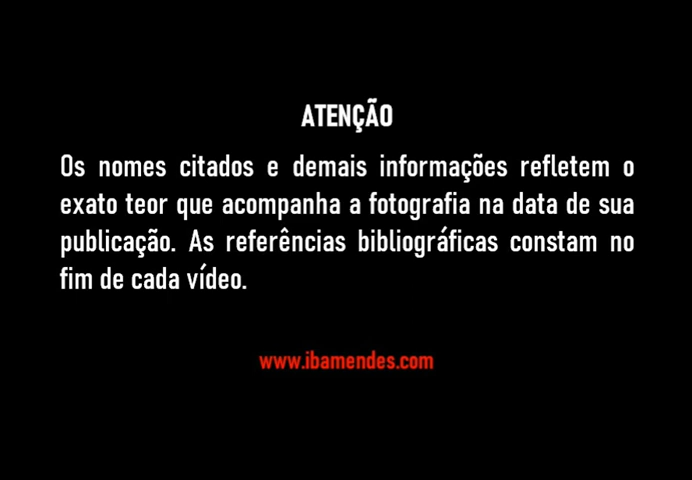 ATENÇÃO
Os nomes citados e demais informações refletem o
exato teor que acompanha a fotografia na data de sua
publicação. As referências bibliográficas constam no
fim de cada vídeo.
www.ibamendes.com